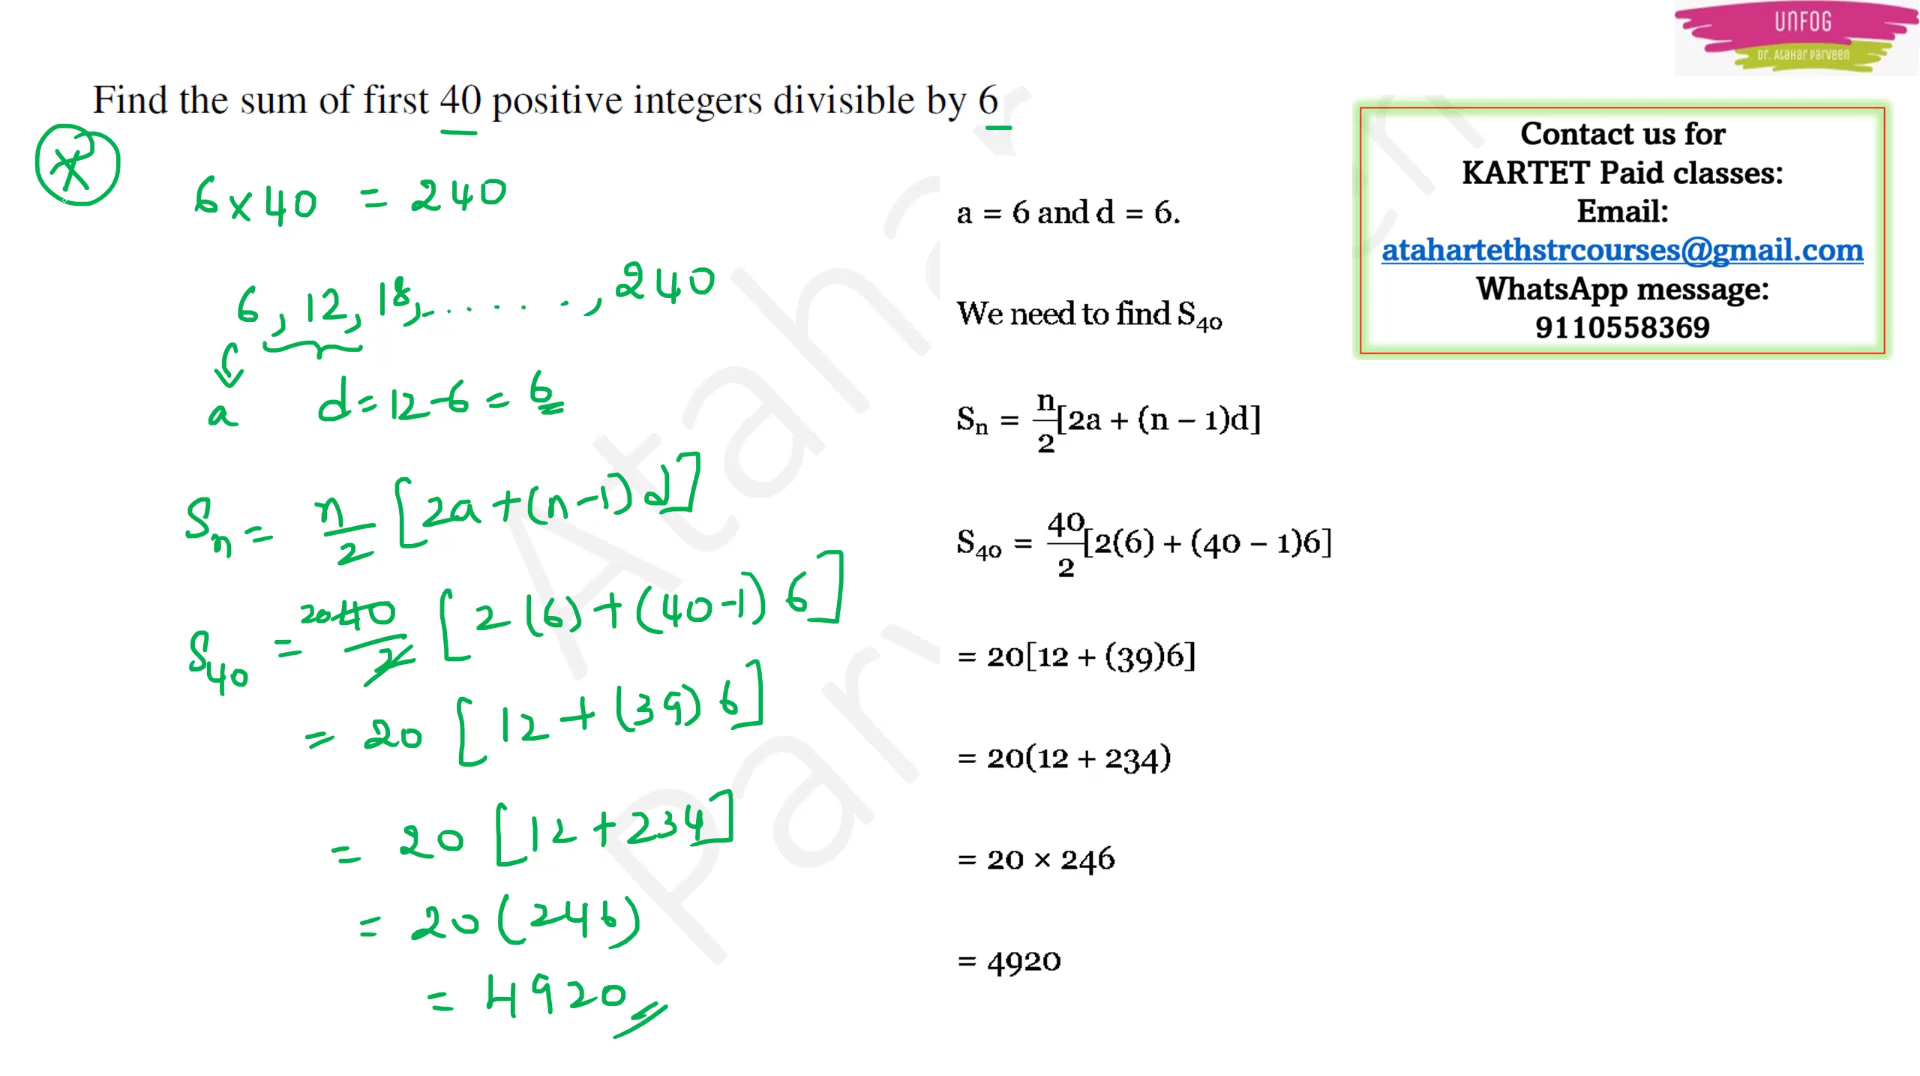 UNFOG
Dr. Atahar Parveen
Find the sum of first 40 positive integers divisible by 6
6 x 40 = 240
6, 12, 18, ......, 240
a d = 12-6 = 6
Sn = n/2 [2a+(n-1)d]
S40 = 20 40/2 [2(6)+(40-1)6]
= 20 [12+(39)6]
= 20 [12+234]
= 20 (246)
= 4920
a = 6 and d = 6.
We need to find S₄₀
Sₙ = n/2[2a + (n – 1)d]
S₄₀ = 40/2[2(6) + (40 – 1)6]
= 20[12 + (39)6]
= 20(12 + 234)
= 20 × 246
= 4920
Contact us for
KARTET Paid classes:
Email:
atahartethstrcourses@gmail.com
WhatsApp message:
9110558369
Atahar
Parveen